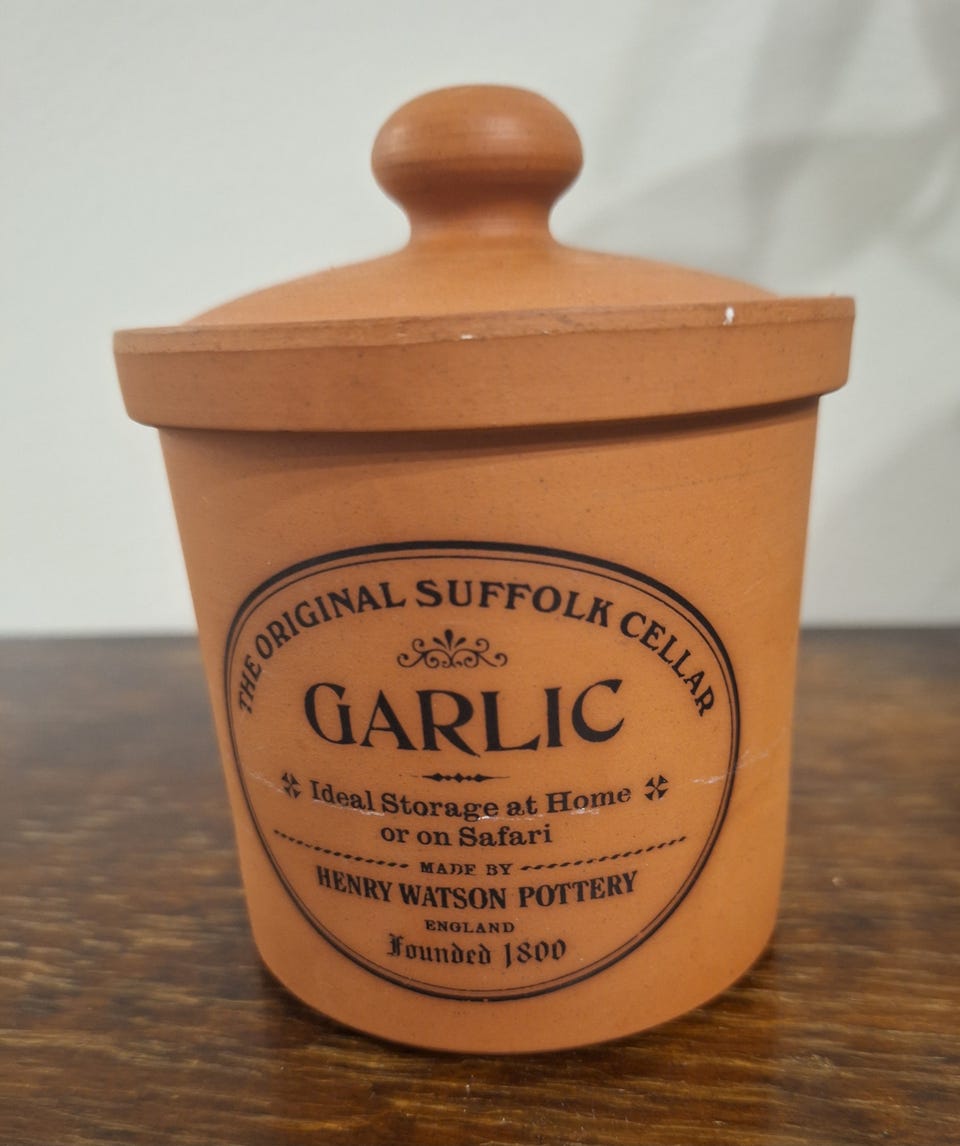 THE ORIGINAL SUFFOLK CELLAR
GARLIC
Ideal Storage at Home
or on Safari
MADE BY
HENRY WATSON POTTERY
ENGLAND
Founded 1800